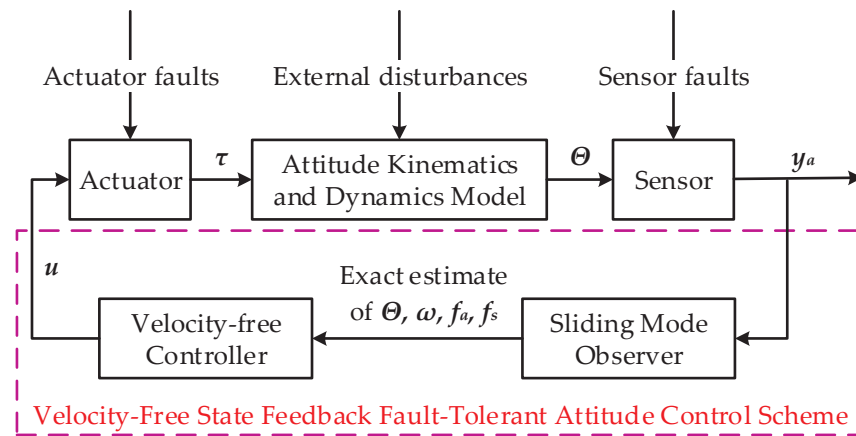 Actuator faults
External disturbances
Sensor faults
Actuator
τ
Attitude Kinematics
and Dynamics Model
Θ
Sensor
yₐ
u
Velocity-free
Controller
Exact estimate
of Θ, ω, fₐ, fₛ
Sliding Mode
Observer
Velocity-Free State Feedback Fault-Tolerant Attitude Control Scheme